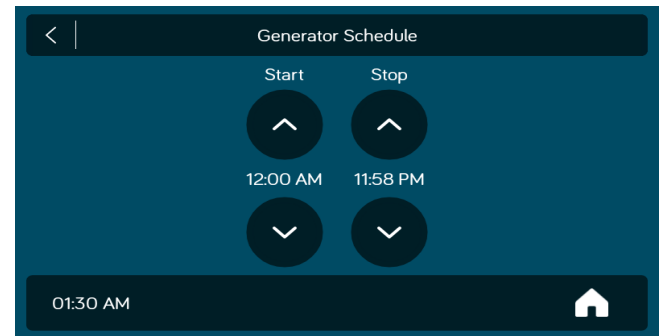 Generator Schedule
Start Stop
12:00 AM 11:58 PM
01:30 AM